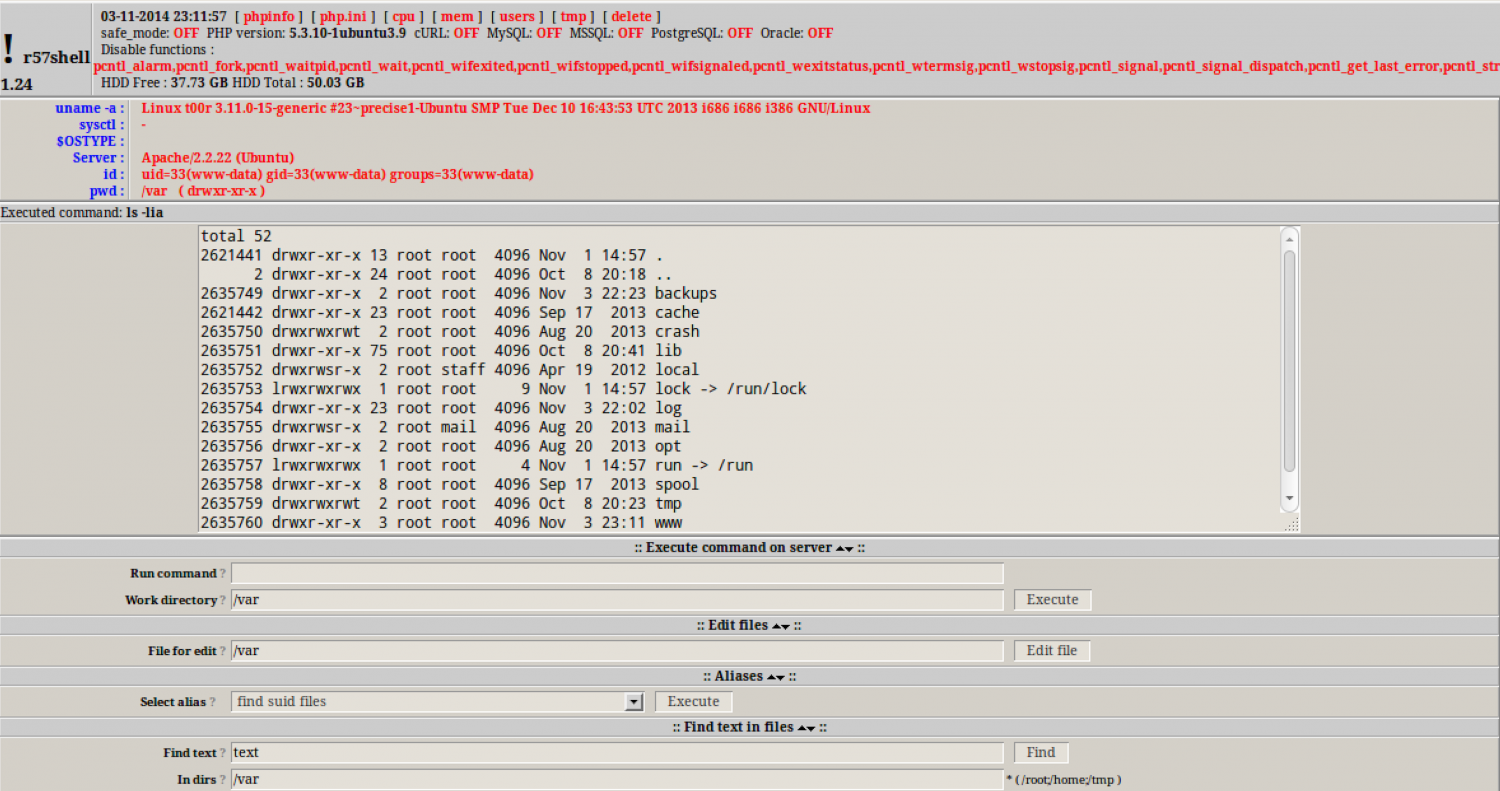 03-11-2014 23:11:57 [ phpinfo ] [ php.ini ] [ cpu ] [ mem ] [ users ] [ tmp ] [ delete ]
safe_mode: OFF PHP version: 5.3.10-1ubuntu3.9 cURL: OFF MySQL: OFF MSSQL: OFF PostgreSQL: OFF Oracle: OFF
Disable functions :
! r57shell
pcntl_alarm,pcntl_fork,pcntl_waitpid,pcntl_wait,pcntl_wifexited,pcntl_wifstopped,pcntl_wifsignaled,pcntl_wexitstatus,pcntl_wtermsig,pcntl_wstopsig,pcntl_signal,pcntl_signal_dispatch,pcntl_get_last_error,pcntl_str
1.24 HDD Free : 37.73 GB HDD Total : 50.03 GB
uname -a : Linux t00r 3.11.0-15-generic #23~precise1-Ubuntu SMP Tue Dec 10 16:43:53 UTC 2013 i686 i686 i386 GNU/Linux
sysctl : -
$OSTYPE :
Server : Apache/2.2.22 (Ubuntu)
id : uid=33(www-data) gid=33(www-data) groups=33(www-data)
pwd : /var ( drwxr-xr-x )
Executed command: ls -lia
total 52
2621441 drwxr-xr-x 13 root root 4096 Nov 1 14:57 .
2 drwxr-xr-x 24 root root 4096 Oct 8 20:18 ..
2635749 drwxr-xr-x 2 root root 4096 Nov 3 22:23 backups
2621442 drwxr-xr-x 23 root root 4096 Sep 17 2013 cache
2635750 drwxrwxrwt 2 root root 4096 Aug 20 2013 crash
2635751 drwxr-xr-x 75 root root 4096 Oct 8 20:41 lib
2635752 drwxrwsr-x 2 root staff 4096 Apr 19 2012 local
2635753 lrwxrwxrwx 1 root root 9 Nov 1 14:57 lock -> /run/lock
2635754 drwxr-xr-x 23 root root 4096 Nov 3 22:02 log
2635755 drwxrwsr-x 2 root mail 4096 Aug 20 2013 mail
2635756 drwxr-xr-x 2 root root 4096 Aug 20 2013 opt
2635757 lrwxrwxrwx 1 root root 4 Nov 1 14:57 run -> /run
2635758 drwxr-xr-x 8 root root 4096 Sep 17 2013 spool
2635759 drwxrwxrwt 2 root root 4096 Oct 8 20:23 tmp
2635760 drwxr-xr-x 3 root root 4096 Nov 3 23:11 www
:: Execute command on server ▲▼ ::
Run command ?
Work directory ? /var Execute
:: Edit files ▲▼ ::
File for edit ? /var Edit file
:: Aliases ▲▼ ::
Select alias ? find suid files Execute
:: Find text in files ▲▼ ::
Find text ? text Find
In dirs ? /var * ( /root;/home;/tmp )